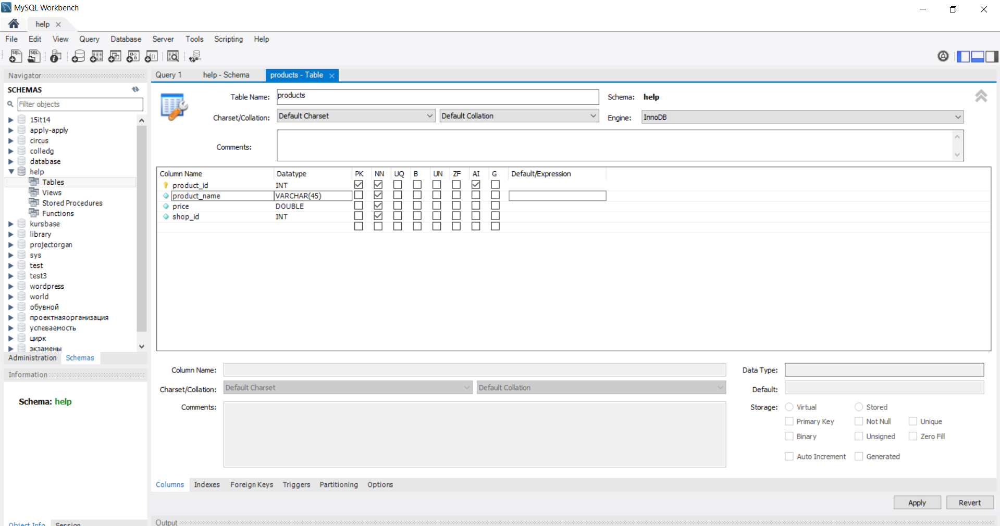 MySQL Workbench
help
File Edit View Query Database Server Tools Scripting Help
Navigator
SCHEMAS
Filter objects
15it14
apply-apply
circus
colledg
database
help
Tables
Views
Stored Procedures
Functions
kursbase
library
projectorgan
sys
test
test3
wordpress
world
обувной
проектнаяорганизация
успеваемость
цирк
экзамены
Administration Schemas
Information
Schema: help
Object Info Session
Query 1 help - Schema products - Table
Table Name: products Schema: help
Charset/Collation: Default Charset Default Collation Engine: InnoDB
Comments:
Column Name Datatype PK NN UQ B UN ZF AI G Default/Expression
product_id INT
product_name VARCHAR(45)
price DOUBLE
shop_id INT
Column Name: Data Type:
Charset/Collation: Default Charset Default Collation Default:
Comments: Storage: Virtual Stored
Primary Key Not Null Unique
Binary Unsigned Zero Fill
Auto Increment Generated
Columns Indexes Foreign Keys Triggers Partitioning Options
Apply Revert
Output